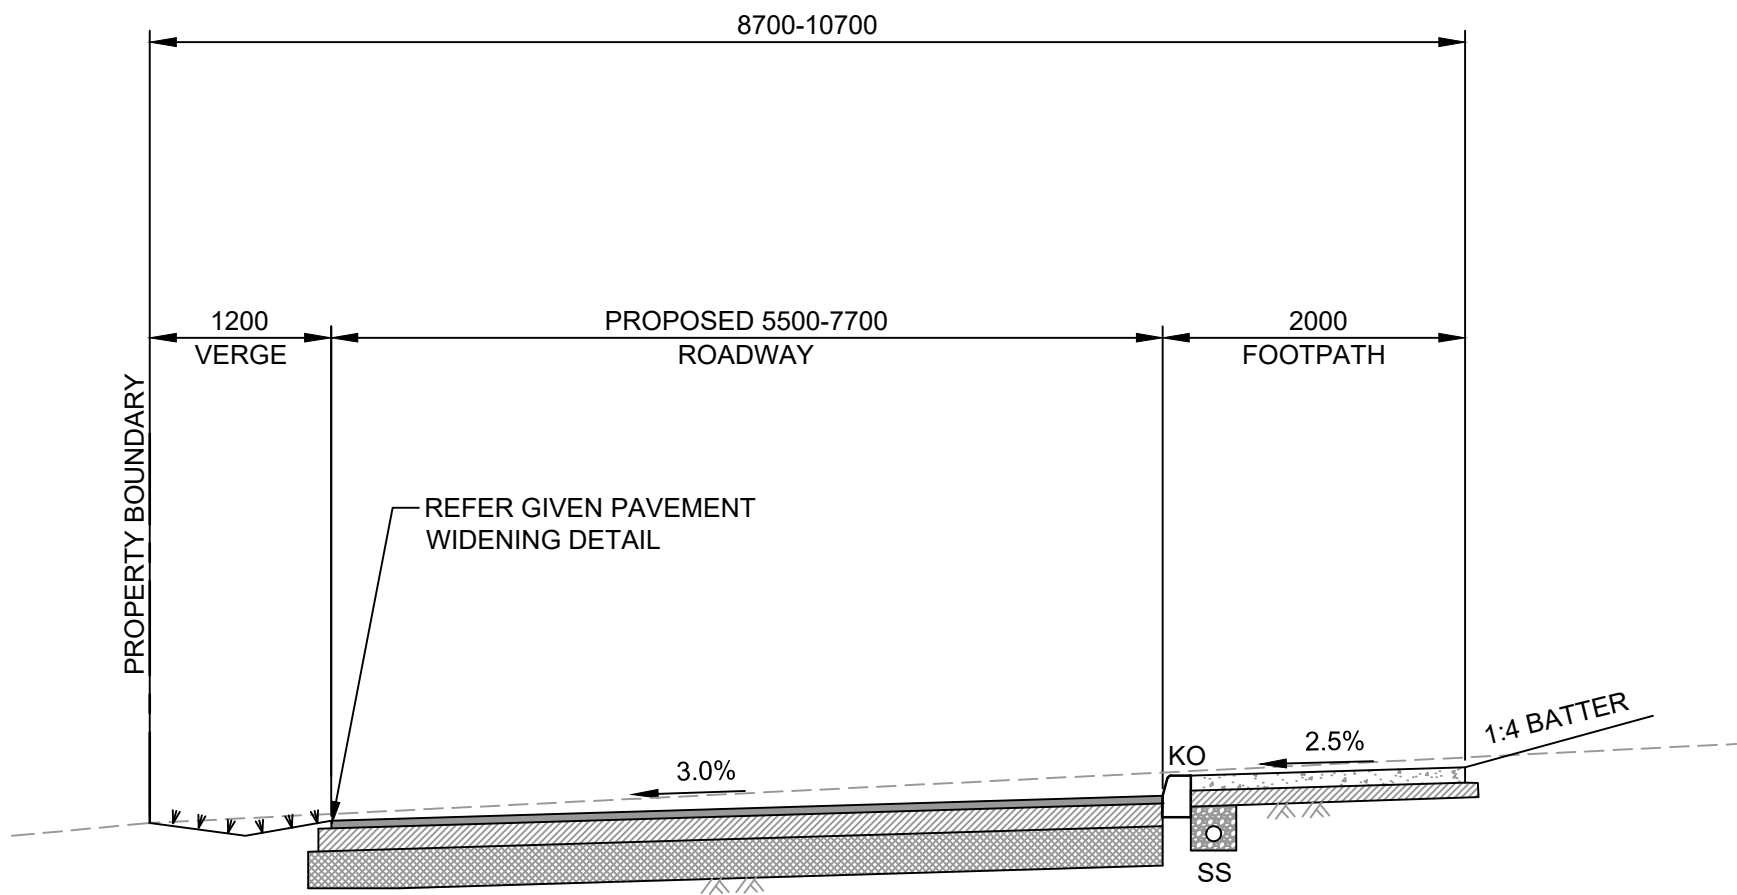 8700-10700
1200
VERGE
PROPOSED 5500-7700
ROADWAY
2000
FOOTPATH
PROPERTY BOUNDARY
REFER GIVEN PAVEMENT
WIDENING DETAIL
1:4 BATTER
3.0%
KO
2.5%
SS